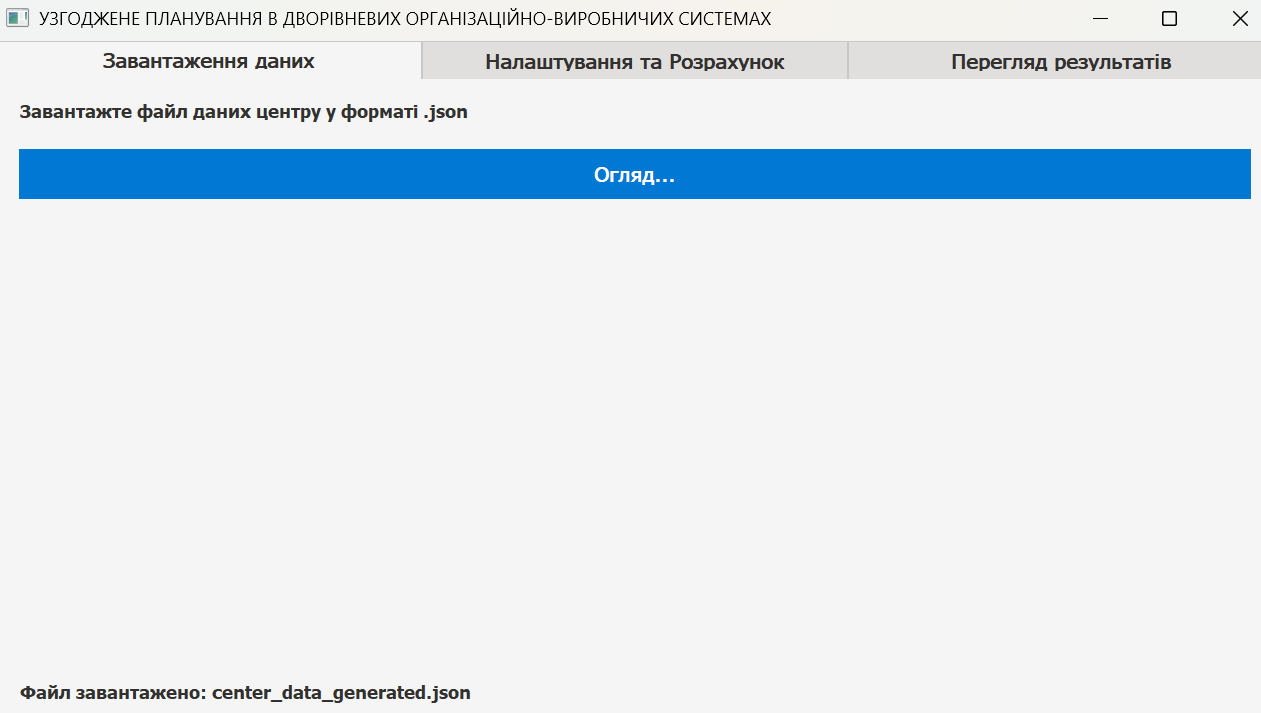 УЗГОДЖЕНЕ ПЛАНУВАННЯ В ДВОРІВНЕВИХ ОРГАНІЗАЦІЙНО-ВИРОБНИЧИХ СИСТЕМАХ
Завантаження даних
Налаштування та Розрахунок
Перегляд результатів
Завантажте файл даних центру у форматі .json
Огляд...
Файл завантажено: center_data_generated.json